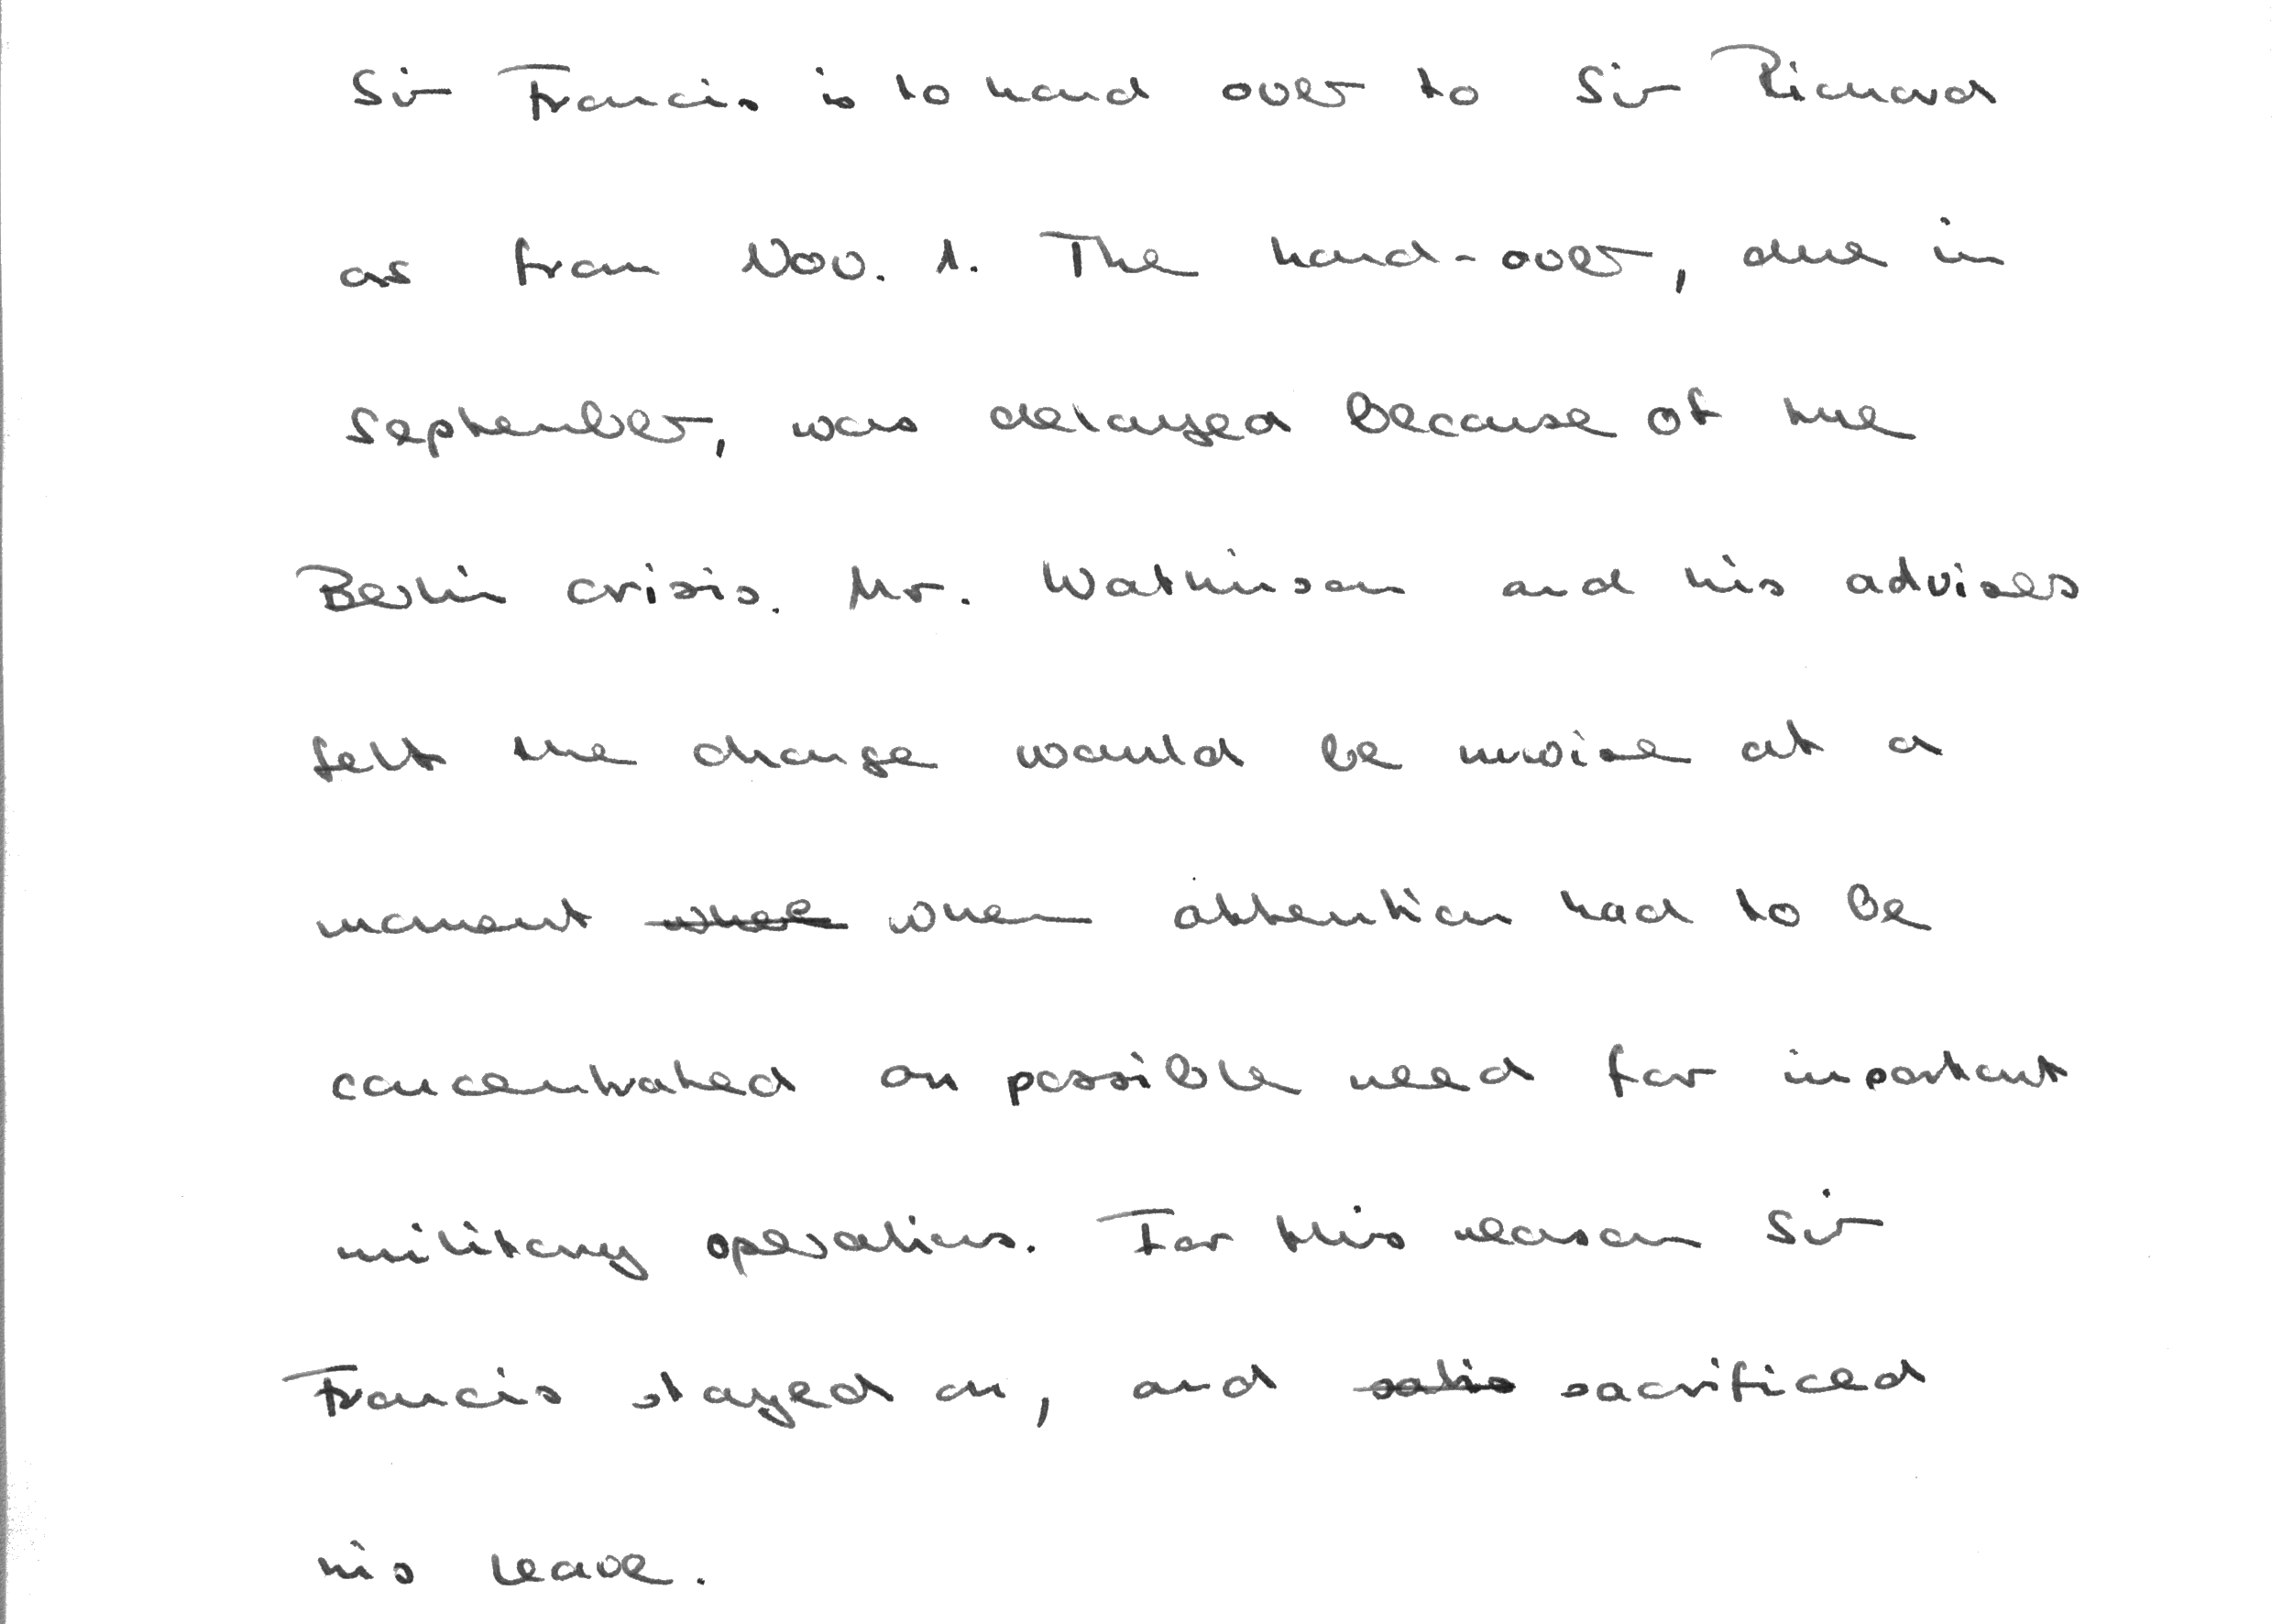 Sir Francis is to hand over to Sir Richard
as from Nov. 1. The hand-over, due in
September, was delayed because of the
Berlin crisis. Mr. Watkinson and his advisers
felt the change would be unwise at a
moment when attention had to be
concentrated on possible need for important
military operations. For this reason Sir
Francis stayed on, and sacrificed
his leave.